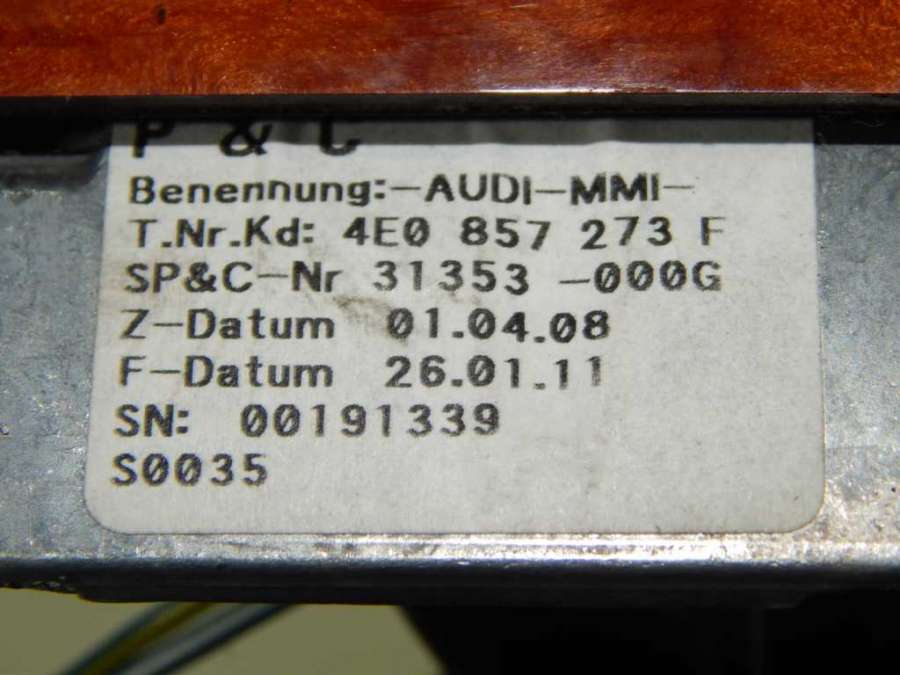 P & C
Benennung:-AUDI-MMI-
T.Nr.Kd: 4E0 857 273 F
SP&C-Nr 31353 -000G
Z-Datum 01.04.08
F-Datum 26.01.11
SN: 00191339
S0035